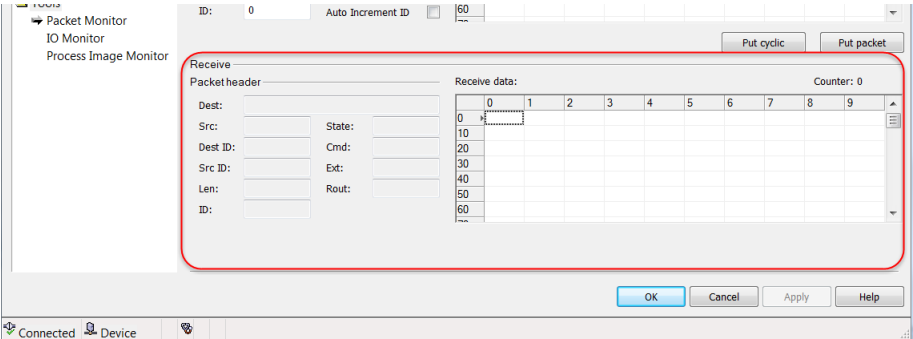 Tools
Packet Monitor
IO Monitor
Process Image Monitor
ID: 0 Auto Increment ID
60
70
Put cyclic Put packet
Receive
Packet header
Dest:
Src: State:
Dest ID: Cmd:
Src ID: Ext:
Len: Rout:
ID:
Receive data: Counter: 0
0 1 2 3 4 5 6 7 8 9
0
10
20
30
40
50
60
70
OK Cancel Apply Help
Connected Device